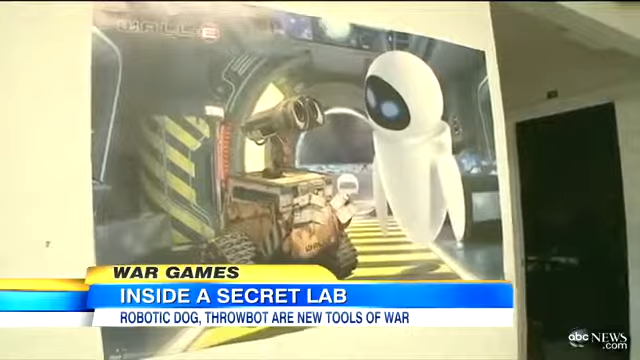 WALL·E
WAR GAMES
INSIDE A SECRET LAB
ROBOTIC DOG, THROWBOT ARE NEW TOOLS OF WAR
abc NEWS
.com